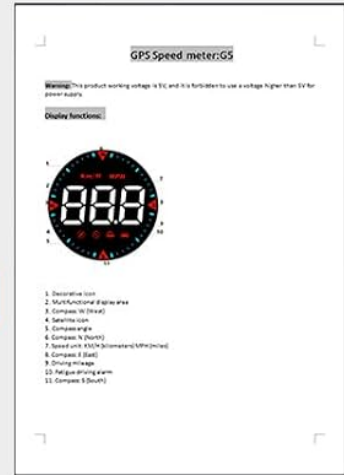 GPS Speed meter:G5
Warning: This product working voltage is 5V, and it is forbidden to use a voltage higher than 5V for
power supply.
Display functions:
1
2
3
4
5
6
7
8
9
10
11
KM/H MPH
88.8
1. Decorative icon
2. Multifunctional display area
3. Compass W (West)
4. Satellite icon
5. Compass angle
6. Compass N (North)
7. Speed unit: KM/H (kilometers) MPH (miles)
8. Compass E (East)
9. Driving mileage
10. Fatigue driving alarm
11. Compass S (South)